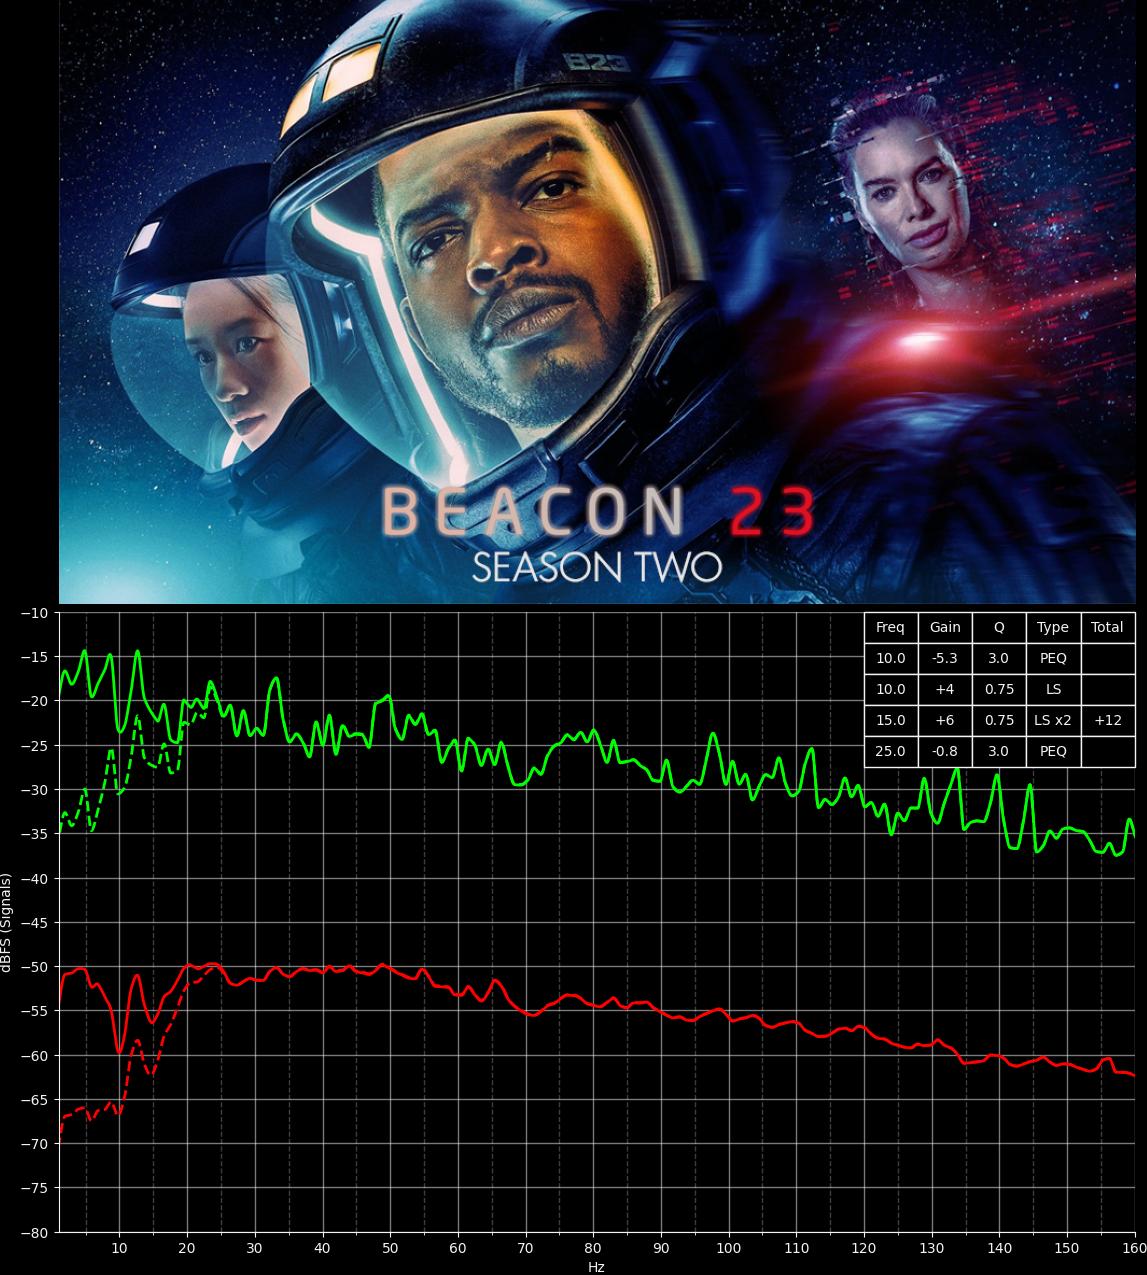 B23
BEACON 23
SEASON TWO
Freq Gain Q Type Total
10.0 -5.3 3.0 PEQ
10.0 +4 0.75 LS
15.0 +6 0.75 LS x2 +12
25.0 -0.8 3.0 PEQ
−10
−15
−20
−25
−30
−35
−40
−45
−50
−55
−60
−65
−70
−75
−80
dBFS (Signals)
10 20 30 40 50 60 70 80 90 100 110 120 130 140 150 160
Hz